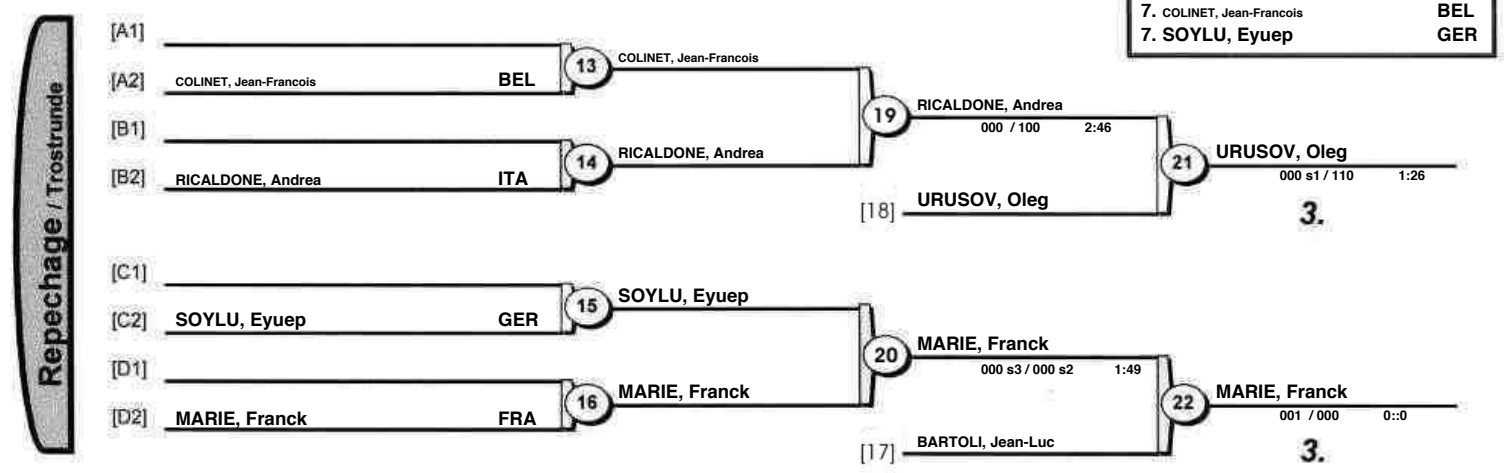 7. COLINET, Jean-Francois BEL
7. SOYLU, Eyuep GER
Repechage / Trostrunde
[A1]
[A2] COLINET, Jean-Francois BEL
13 COLINET, Jean-Francois
[B1]
[B2] RICALDONE, Andrea ITA
14 RICALDONE, Andrea
19 RICALDONE, Andrea
000 / 100 2:46
[18] URUSOV, Oleg
21 URUSOV, Oleg
000 s1 / 110 1:26
3.
[C1]
[C2] SOYLU, Eyuep GER
15 SOYLU, Eyuep
[D1]
[D2] MARIE, Franck FRA
16 MARIE, Franck
20 MARIE, Franck
000 s3 / 000 s2 1:49
[17] BARTOLI, Jean-Luc
22 MARIE, Franck
001 / 000 0::0
3.